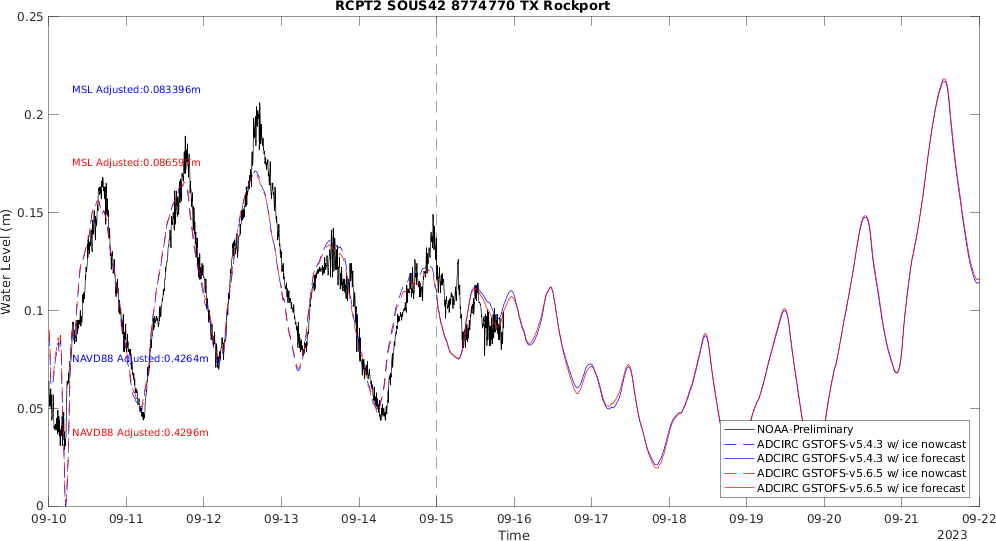 RCPT2 SOUS42 8774770 TX Rockport
0.25
0.2
0.15
0.1
0.05
0
Water Level (m)
MSL Adjusted:0.083396m
MSL Adjusted:0.08659
NAVD88 Adjusted:0.4264m
NAVD88 Adjusted:0.4296m
NOAA-Preliminary
ADCIRC GSTOFS-v5.4.3 w/ ice nowcast
ADCIRC GSTOFS-v5.4.3 w/ ice forecast
ADCIRC GSTOFS-v5.6.5 w/ ice nowcast
ADCIRC GSTOFS-v5.6.5 w/ ice forecast
09-10 09-11 09-12 09-13 09-14 09-15 09-16 09-17 09-18 09-19 09-20 09-21 09-22
Time
2023